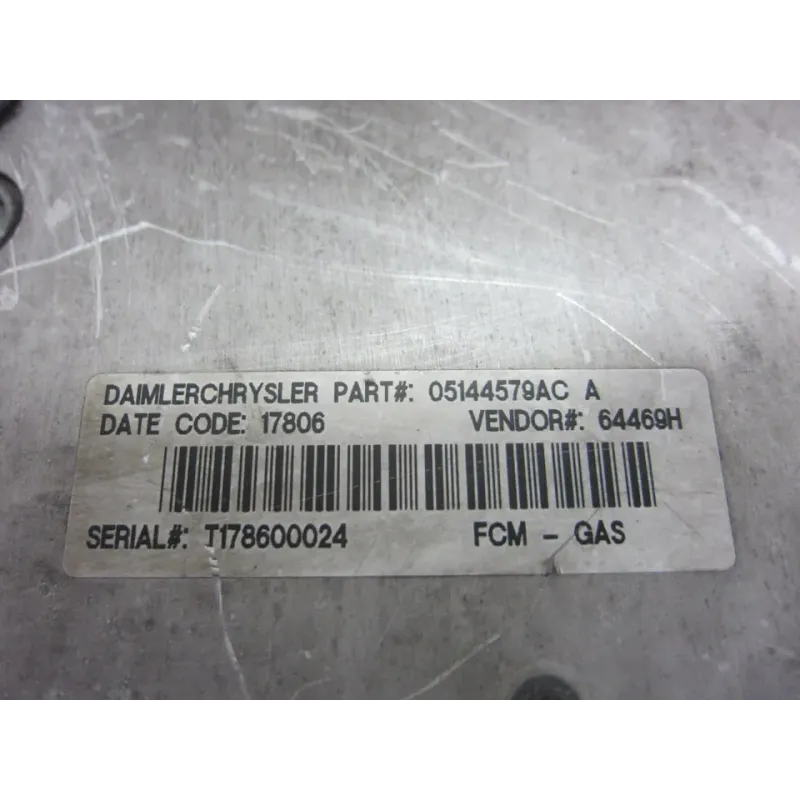 DAIMLERCHRYSLER PART#: 05144579AC A
DATE CODE: 17806 VENDOR#: 64469H
SERIAL#: T178600024 FCM - GAS